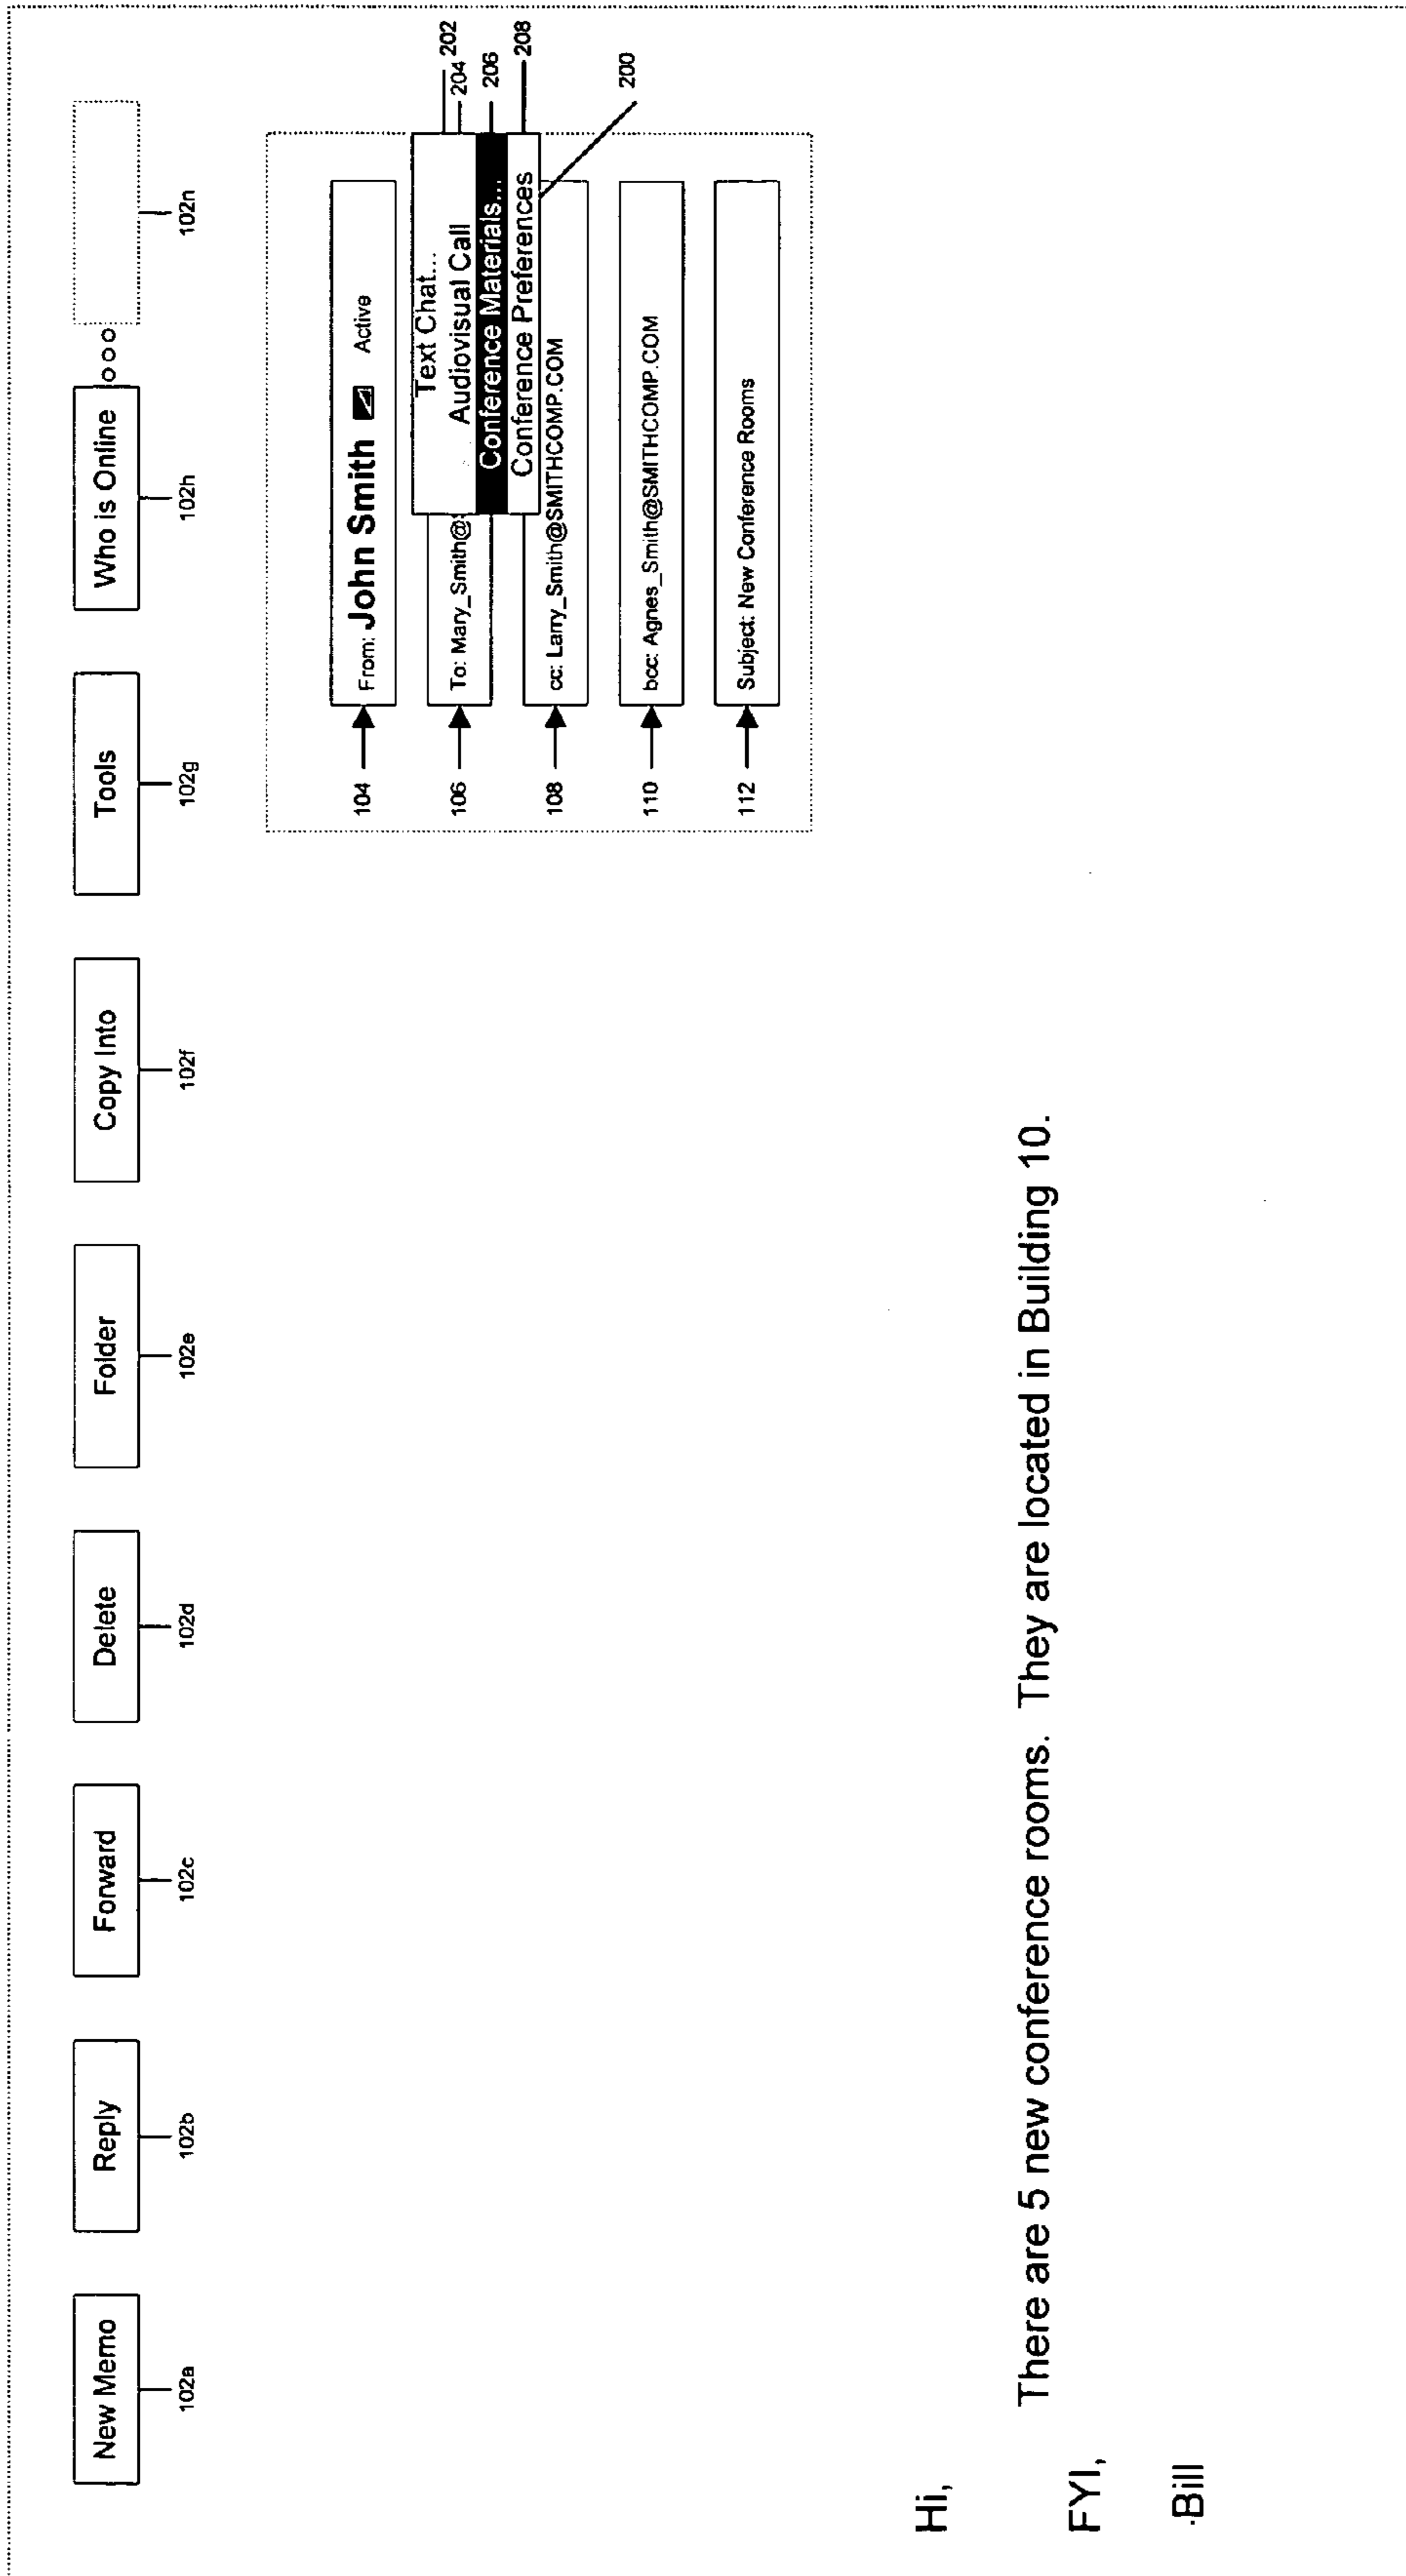 New Memo
Reply
Forward
Delete
Folder
Copy Into
Tools
Who is Online
102a
102b
102c
102d
102e
102f
102g
102h
102n
104
From: John Smith Active
202
Text Chat...
204
Audiovisual Call
106
To: Mary_Smith@
206
Conference Materials...
208
Conference Preferences
200
108
cc: Larry_Smith@SMITHCOMP.COM
110
bcc: Agnes_Smith@SMITHCOMP.COM
112
Subject: New Conference Rooms
Hi,
There are 5 new conference rooms. They are located in Building 10.
FYI,
Bill